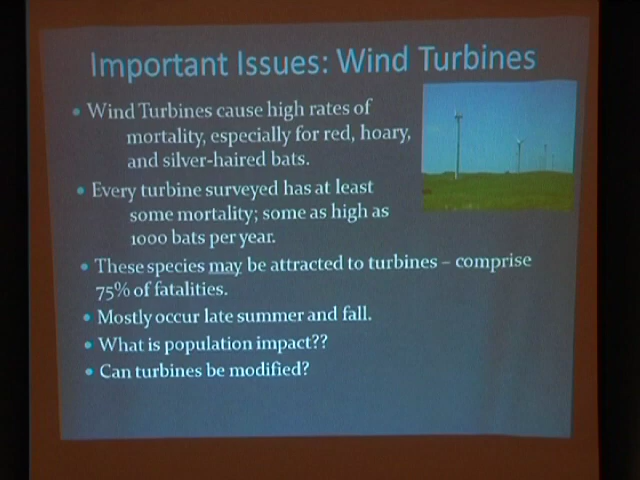 Important Issues: Wind Turbines
Wind Turbines cause high rates of
mortality, especially for red, hoary,
and silver-haired bats.
Every turbine surveyed has at least
some mortality; some as high as
1000 bats per year.
These species may be attracted to turbines – comprise
75% of fatalities.
Mostly occur late summer and fall.
What is population impact??
Can turbines be modified?